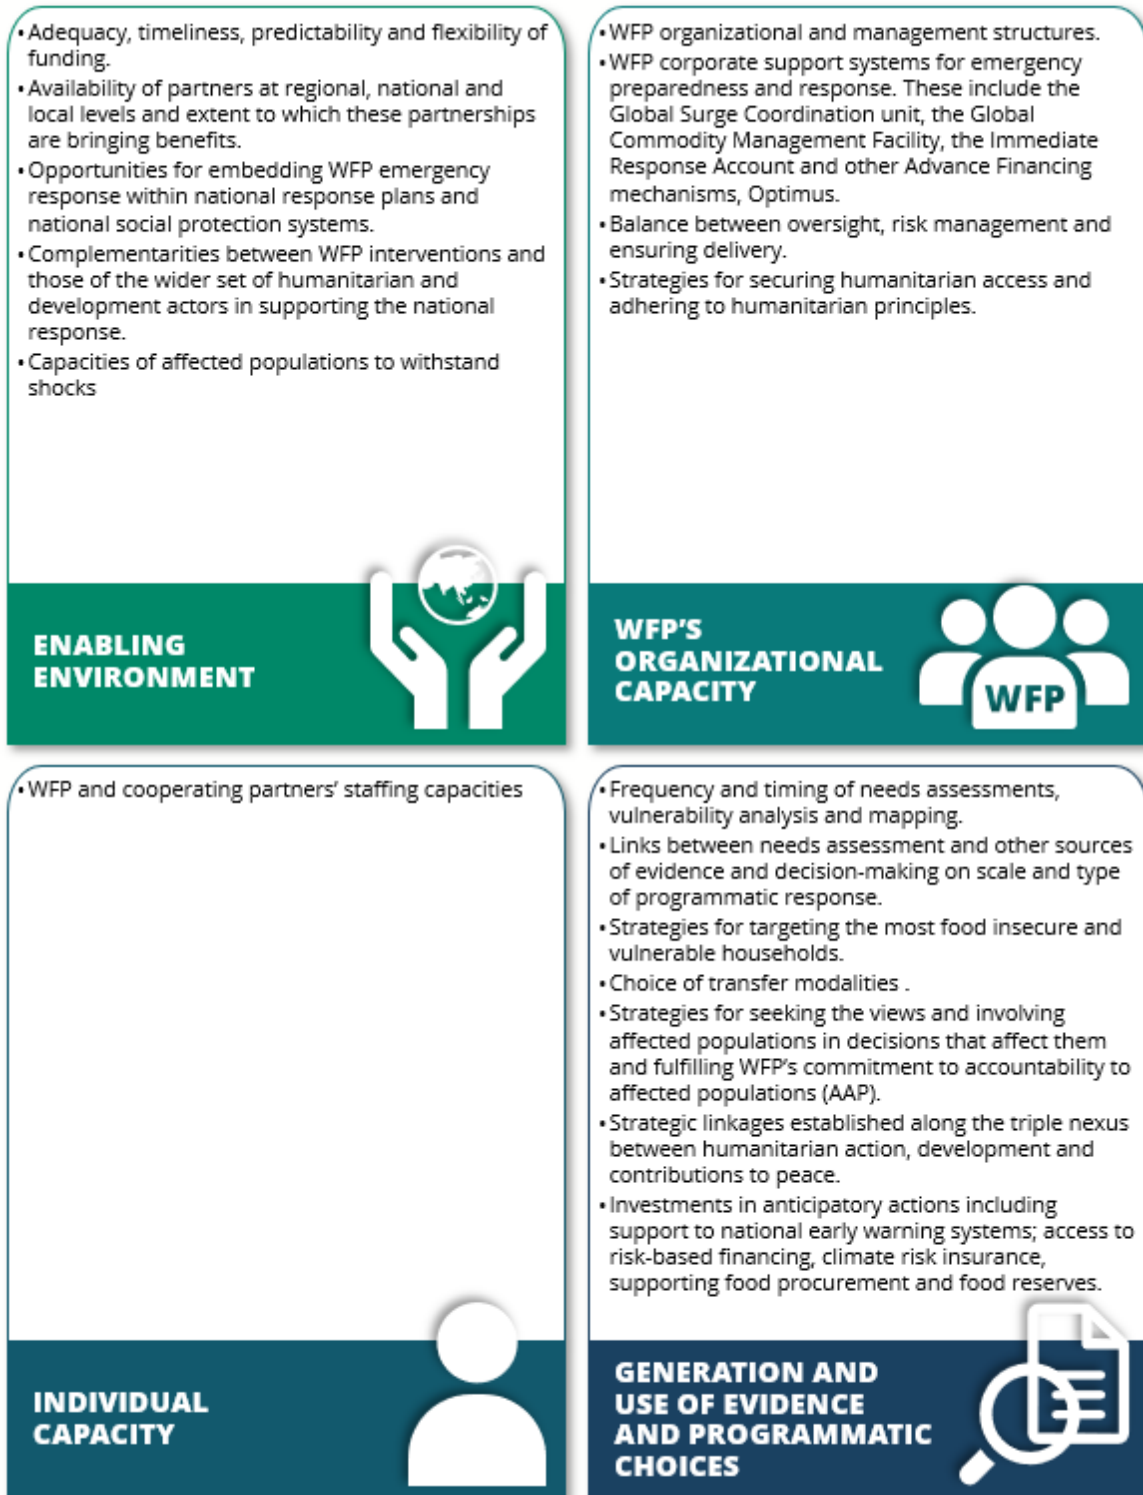 • Adequacy, timeliness, predictability and flexibility of
funding.
• Availability of partners at regional, national and
local levels and extent to which these partnerships
are bringing benefits.
• Opportunities for embedding WFP emergency
response within national response plans and
national social protection systems.
• Complementarities between WFP interventions and
those of the wider set of humanitarian and
development actors in supporting the national
response.
• Capacities of affected populations to withstand
shocks
ENABLING
ENVIRONMENT
• WFP organizational and management structures.
• WFP corporate support systems for emergency
preparedness and response. These include the
Global Surge Coordination unit, the Global
Commodity Management Facility, the Immediate
Response Account and other Advance Financing
mechanisms, Optimus.
• Balance between oversight, risk management and
ensuring delivery.
• Strategies for securing humanitarian access and
adhering to humanitarian principles.
WFP'S
ORGANIZATIONAL
CAPACITY
WFP
• WFP and cooperating partners' staffing capacities
INDIVIDUAL
CAPACITY
• Frequency and timing of needs assessments,
vulnerability analysis and mapping.
• Links between needs assessment and other sources
of evidence and decision-making on scale and type
of programmatic response.
• Strategies for targeting the most food insecure and
vulnerable households.
• Choice of transfer modalities .
• Strategies for seeking the views and involving
affected populations in decisions that affect them
and fulfilling WFP's commitment to accountability to
affected populations (AAP).
• Strategic linkages established along the triple nexus
between humanitarian action, development and
contributions to peace.
• Investments in anticipatory actions including
support to national early warning systems; access to
risk-based financing, climate risk insurance,
supporting food procurement and food reserves.
GENERATION AND
USE OF EVIDENCE
AND PROGRAMMATIC
CHOICES